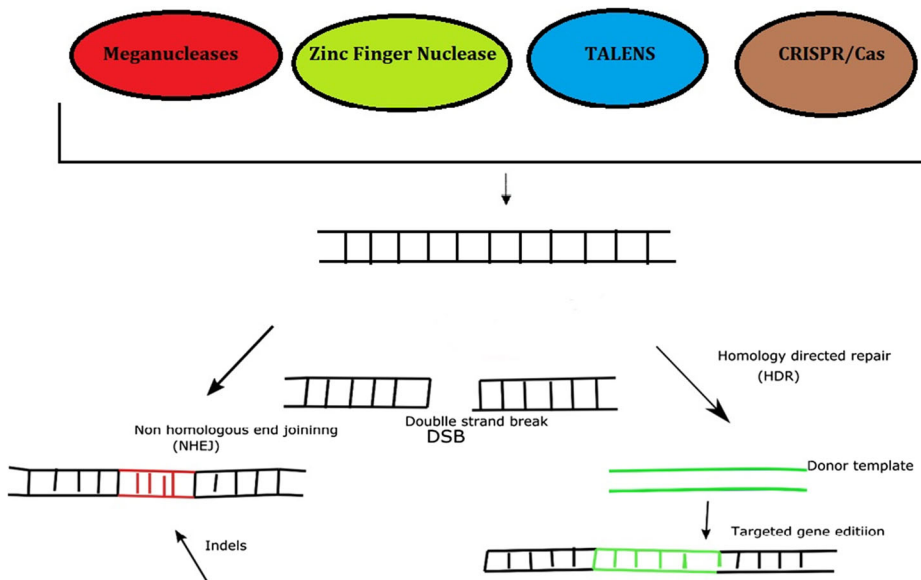 Meganucleases
Zinc Finger Nuclease
TALENS
CRISPR/Cas
Homology directed repair
(HDR)
Doublle strand break
DSB
Non homologous end joininng
(NHEJ)
Donor template
Targeted gene editiion
Indels